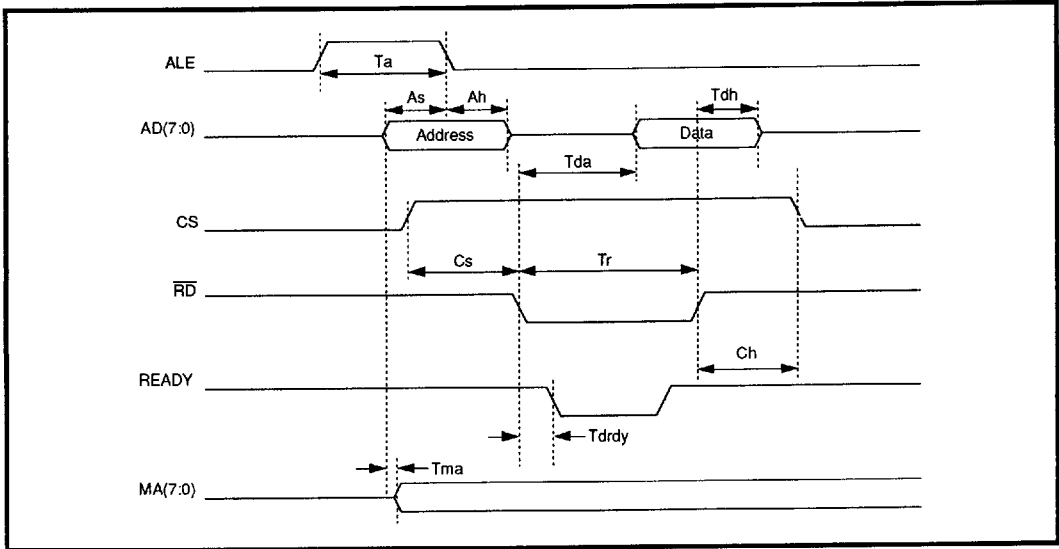 ALE
Ta
As Ah Tdh
AD(7:0) Address Data
Tda
CS
Cs Tr
RD
Ch
READY
Tdrdy
Tma
MA(7:0)